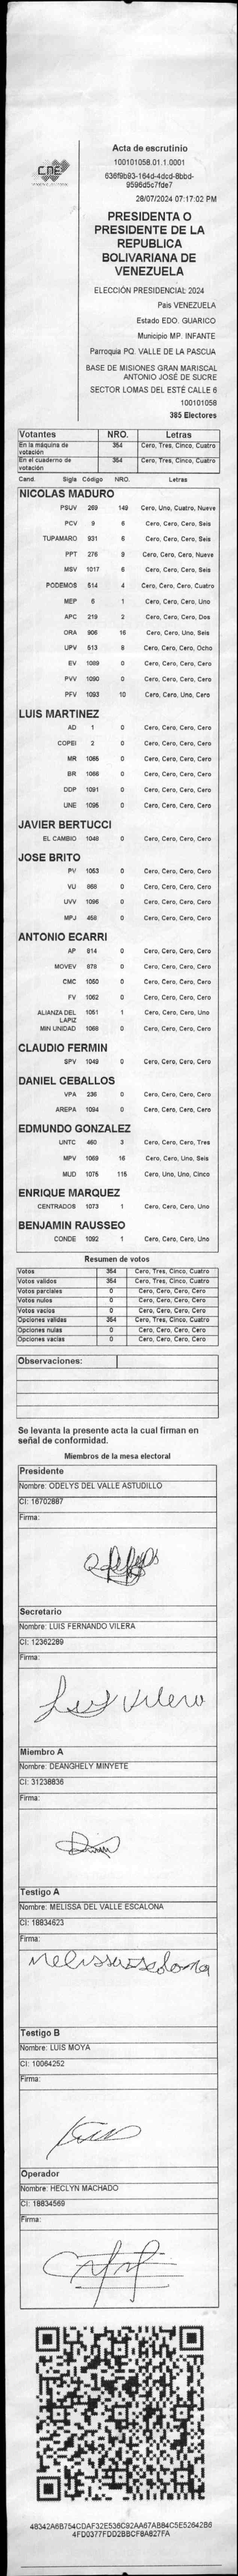 CNE
Acta de escrutinio
100101058.01.1.0001
636f9b93-164d-4dcd-8bbd-
9596d5c7fde7
28/07/2024 07:17:02 PM
PRESIDENTA O
PRESIDENTE DE LA
REPUBLICA
BOLIVARIANA DE
VENEZUELA
ELECCIÓN PRESIDENCIAL 2024
País VENEZUELA
Estado EDO. GUARICO
Municipio MP. INFANTE
Parroquia PQ. VALLE DE LA PASCUA
BASE DE MISIONES GRAN MARISCAL
ANTONIO JOSÉ DE SUCRE
SECTOR LOMAS DEL ESTÉ CALLE 6
100101058
385 Electores
Votantes NRO. Letras
En la máquina de votación 354 Cero, Tres, Cinco, Cuatro
En el cuaderno de votación 354 Cero, Tres, Cinco, Cuatro
Cand. Sigla Código NRO. Letras
NICOLAS MADURO
PSUV 269 149 Cero, Uno, Cuatro, Nueve
PCV 9 6 Cero, Cero, Cero, Seis
TUPAMARO 931 6 Cero, Cero, Cero, Seis
PPT 276 9 Cero, Cero, Cero, Nueve
MSV 1017 6 Cero, Cero, Cero, Seis
PODEMOS 514 4 Cero, Cero, Cero, Cuatro
MEP 6 1 Cero, Cero, Cero, Uno
APC 219 2 Cero, Cero, Cero, Dos
ORA 906 16 Cero, Cero, Uno, Seis
UPV 513 8 Cero, Cero, Cero, Ocho
EV 1089 0 Cero, Cero, Cero, Cero
PVV 1090 0 Cero, Cero, Cero, Cero
PFV 1093 10 Cero, Cero, Uno, Cero
LUIS MARTINEZ
AD 1 0 Cero, Cero, Cero, Cero
COPEI 2 0 Cero, Cero, Cero, Cero
MR 1065 0 Cero, Cero, Cero, Cero
BR 1066 0 Cero, Cero, Cero, Cero
DDP 1091 0 Cero, Cero, Cero, Cero
UNE 1095 0 Cero, Cero, Cero, Cero
JAVIER BERTUCCI
EL CAMBIO 1048 0 Cero, Cero, Cero, Cero
JOSE BRITO
PV 1053 0 Cero, Cero, Cero, Cero
VU 868 0 Cero, Cero, Cero, Cero
UVV 1096 0 Cero, Cero, Cero, Cero
MPJ 458 0 Cero, Cero, Cero, Cero
ANTONIO ECARRI
AP 814 0 Cero, Cero, Cero, Cero
MOVEV 879 0 Cero, Cero, Cero, Cero
CMC 1050 0 Cero, Cero, Cero, Cero
FV 1062 0 Cero, Cero, Cero, Cero
ALIANZA DEL LAPIZ 1051 1 Cero, Cero, Cero, Uno
MIN UNIDAD 1068 0 Cero, Cero, Cero, Cero
CLAUDIO FERMIN
SPV 1049 0 Cero, Cero, Cero, Cero
DANIEL CEBALLOS
VPA 236 0 Cero, Cero, Cero, Cero
AREPA 1094 0 Cero, Cero, Cero, Cero
EDMUNDO GONZALEZ
UNTC 460 3 Cero, Cero, Cero, Tres
MPV 1069 16 Cero, Cero, Uno, Seis
MUD 1075 115 Cero, Uno, Uno, Cinco
ENRIQUE MARQUEZ
CENTRADOS 1073 1 Cero, Cero, Cero, Uno
BENJAMIN RAUSSEO
CONDE 1092 1 Cero, Cero, Cero, Uno
Resumen de votos
Votos 354 Cero, Tres, Cinco, Cuatro
Votos validos 354 Cero, Tres, Cinco, Cuatro
Votos parciales 0 Cero, Cero, Cero, Cero
Votos nulos 0 Cero, Cero, Cero, Cero
Votos vacios 0 Cero, Cero, Cero, Cero
Opciones validas 354 Cero, Tres, Cinco, Cuatro
Opciones nulas 0 Cero, Cero, Cero, Cero
Opciones vacías 0 Cero, Cero, Cero, Cero
Observaciones:
Se levanta la presente acta la cual firman en
señal de conformidad.
Miembros de la mesa electoral
Presidente
Nombre: ODELYS DEL VALLE ASTUDILLO
CI: 16702887
Firma:
Secretario
Nombre: LUIS FERNANDO VILERA
CI: 12362289
Firma:
Luis Vilera
Miembro A
Nombre: DEANGHELY MINYETE
CI: 31238836
Firma:
Testigo A
Nombre: MELISSA DEL VALLE ESCALONA
CI: 18834623
Firma:
Melissa Escalona
Testigo B
Nombre: LUIS MOYA
CI: 10064252
Firma:
Operador
Nombre: HECLYN MACHADO
CI: 18834569
Firma:
48342A6B754CDAF32E536C92AA67AB84C5E52642B6
4FD0377FDD2BBCF8A827FA